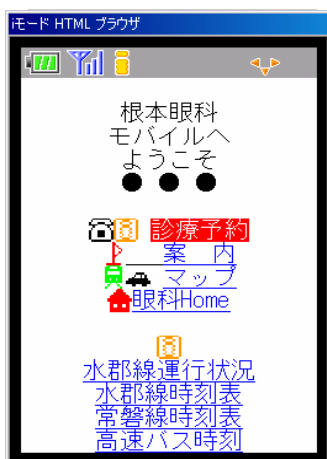 iモード HTML ブラウザ
根本眼科
モバイルへ
ようこそ
●●●
診療予約
案 内
マップ
眼科Home
水郡線運行状況
水郡線時刻表
常磐線時刻表
高速バス時刻